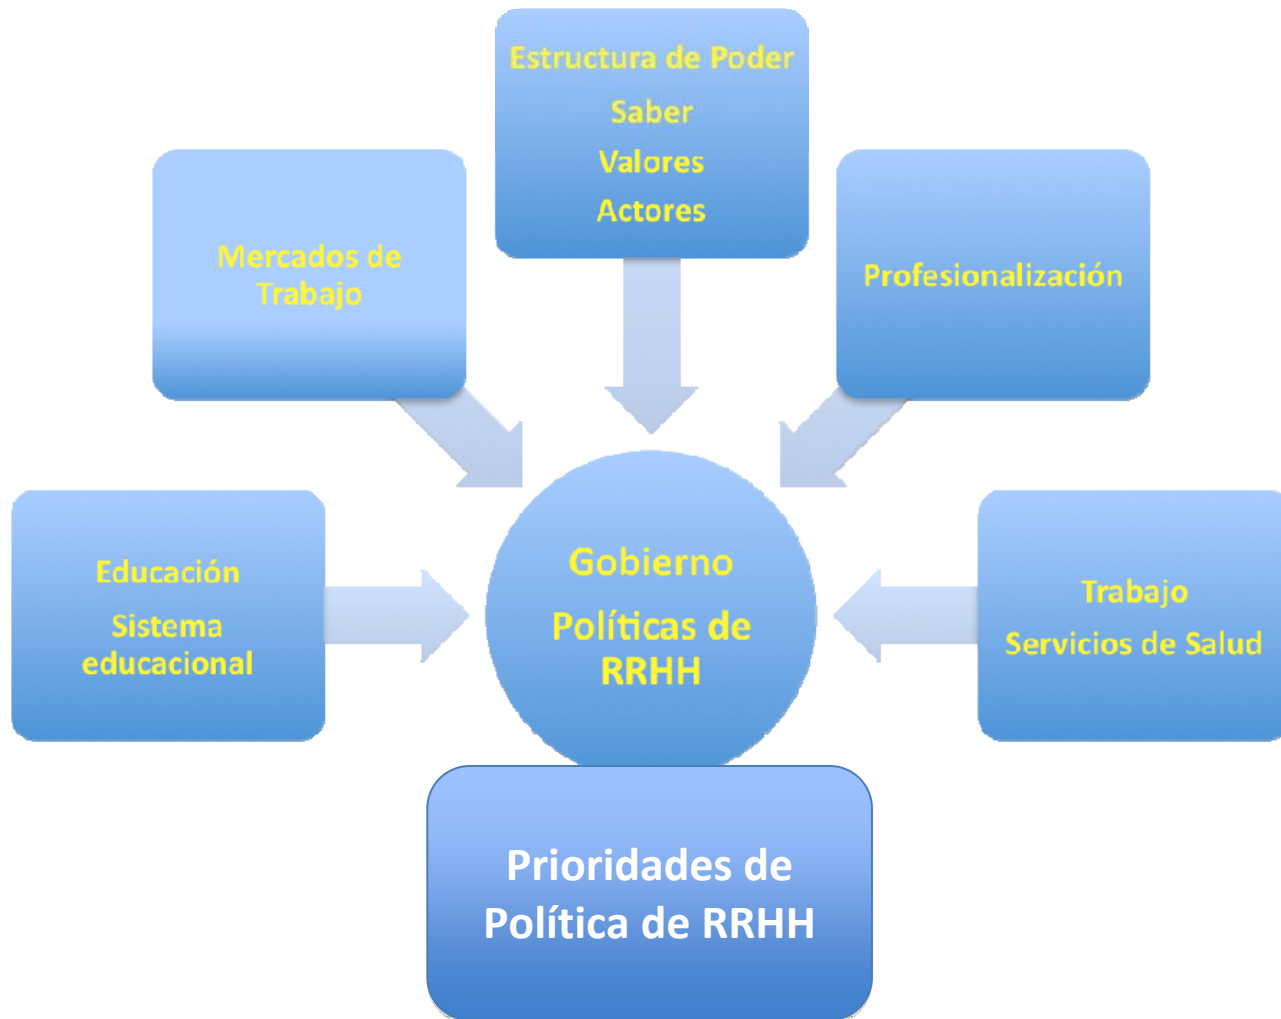 Estructura de Poder
Saber
Valores
Actores
Mercados de
Trabajo
Profesionalización
Educación
Sistema
educacional
Gobierno
Políticas de
RRHH
Trabajo
Servicios de Salud
Prioridades de
Política de RRHH